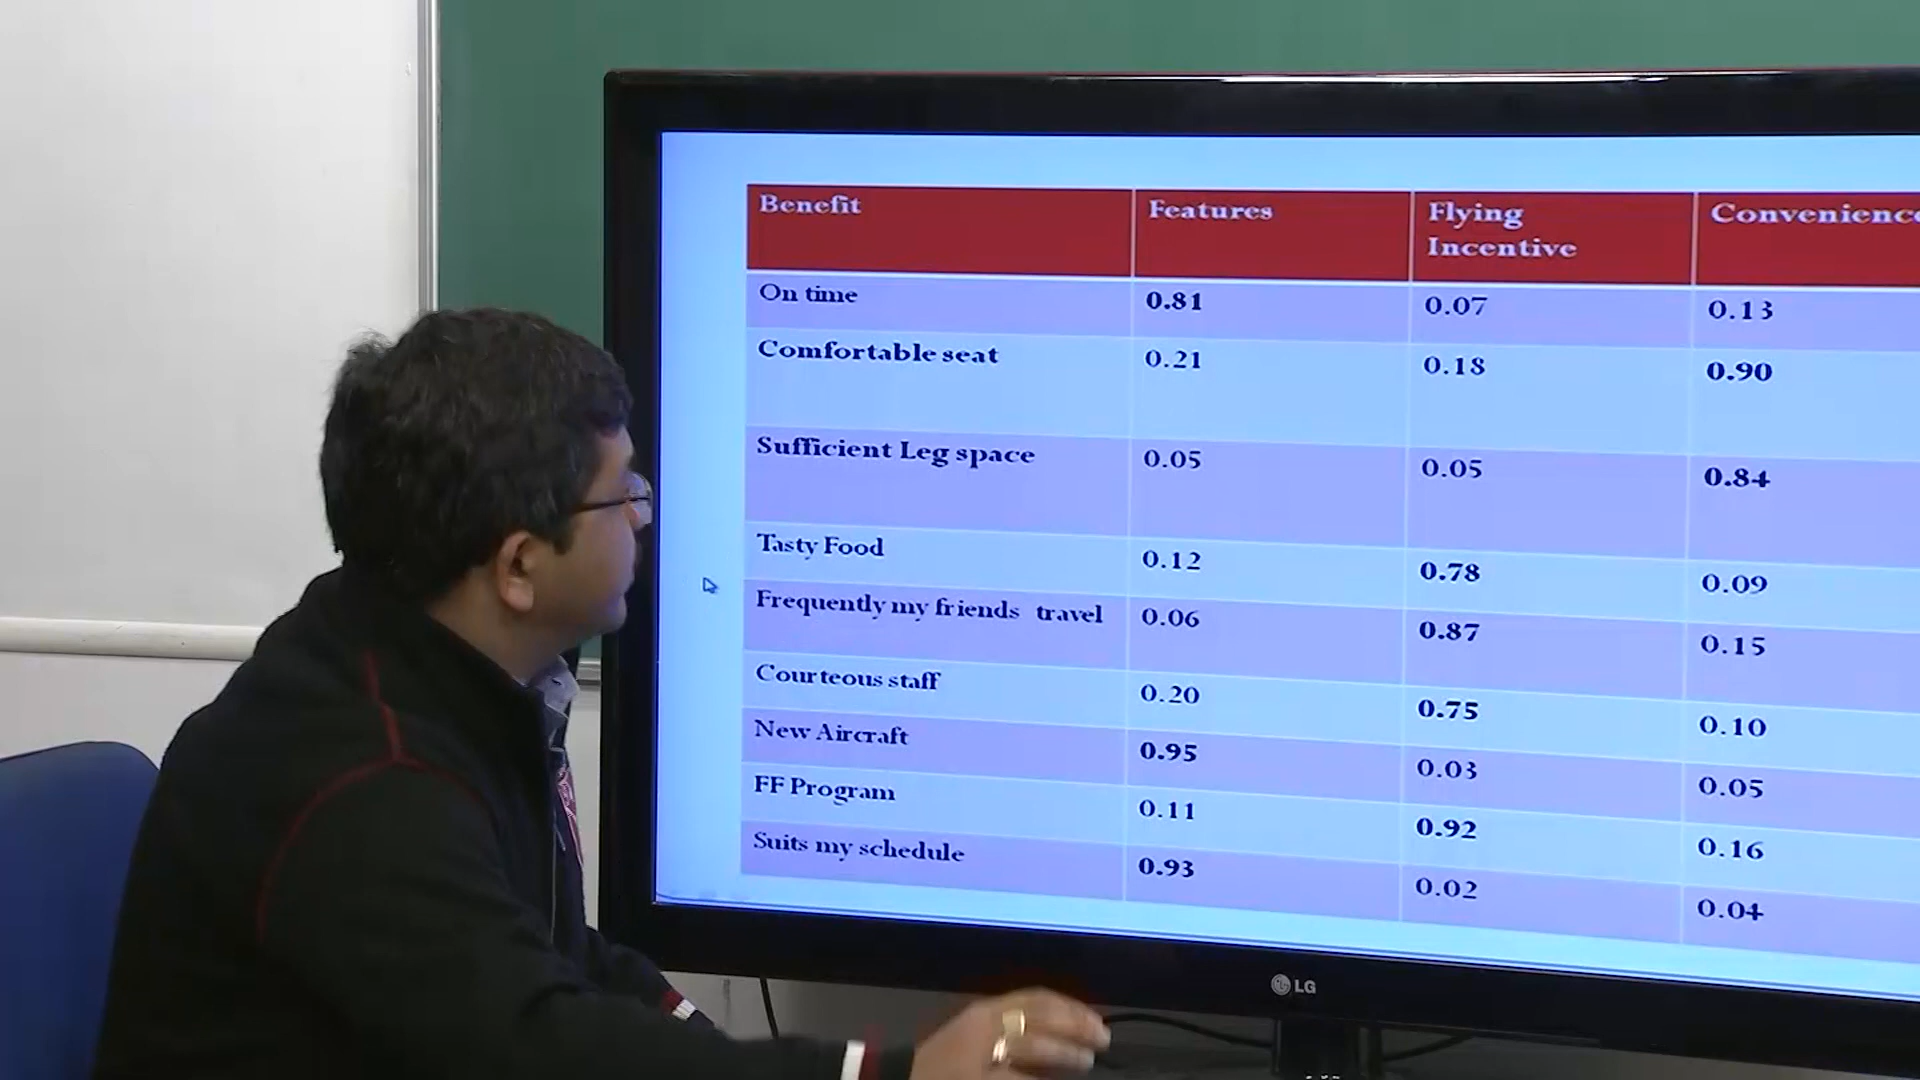 Benefit Features Flying Incentive Convenience
On time 0.81 0.07 0.13
Comfortable seat 0.21 0.18 0.90
Sufficient Leg space 0.05 0.05 0.84
Tasty Food 0.12 0.78 0.09
Frequently my friends travel 0.06 0.87 0.15
Courteous staff 0.20 0.75 0.10
New Aircraft 0.95 0.03 0.05
FF Program 0.11 0.92 0.16
Suits my schedule 0.93 0.02 0.04
LG